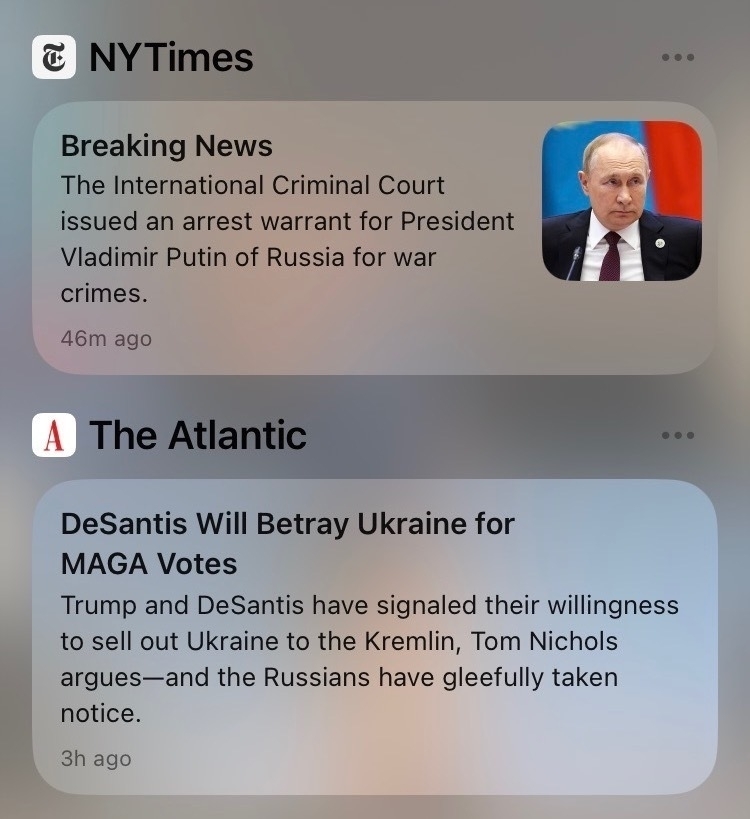 NYTimes
Breaking News
The International Criminal Court
issued an arrest warrant for President
Vladimir Putin of Russia for war
crimes.
46m ago
A The Atlantic
DeSantis Will Betray Ukraine for
MAGA Votes
Trump and DeSantis have signaled their willingness
to sell out Ukraine to the Kremlin, Tom Nichols
argues—and the Russians have gleefully taken
notice.
3h ago